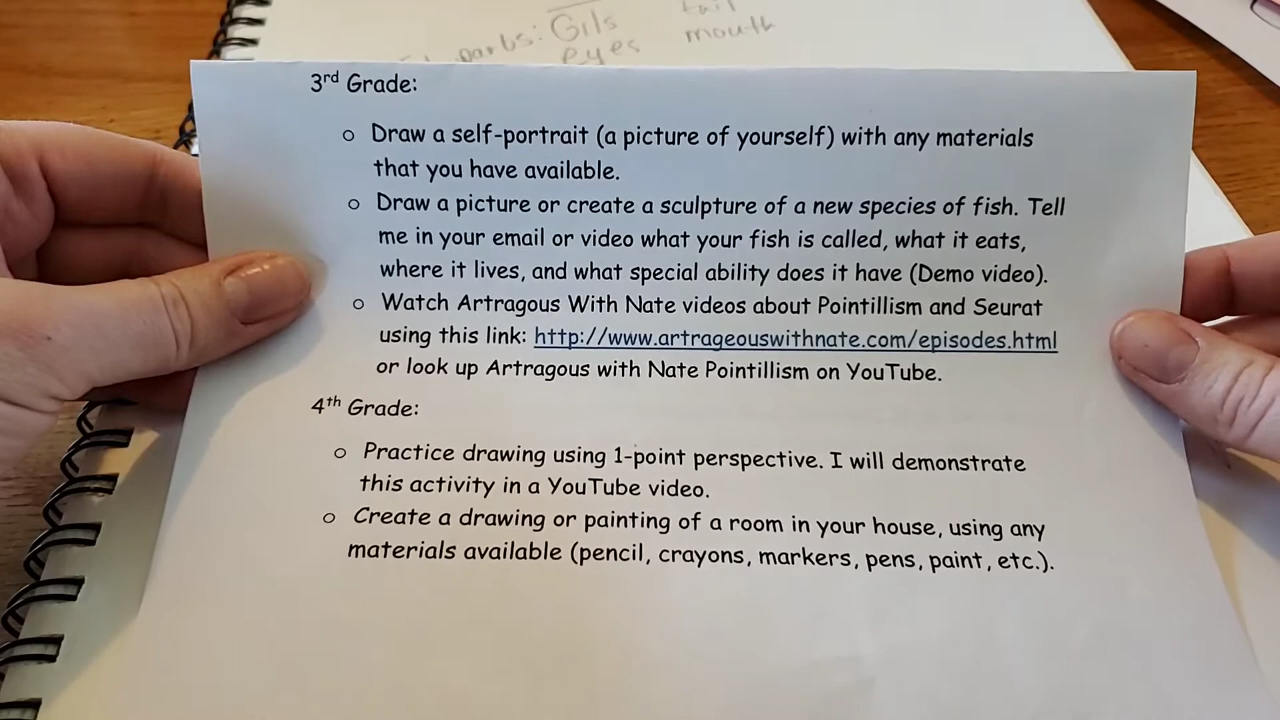 parts: Gils tail
eyes mouth
3rd Grade:
o Draw a self-portrait (a picture of yourself) with any materials
that you have available.
o Draw a picture or create a sculpture of a new species of fish. Tell
me in your email or video what your fish is called, what it eats,
where it lives, and what special ability does it have (Demo video).
o Watch Artragous With Nate videos about Pointillism and Seurat
using this link: http://www.artrageouswithnate.com/episodes.html
or look up Artragous with Nate Pointillism on YouTube.
4th Grade:
o Practice drawing using 1-point perspective. I will demonstrate
this activity in a YouTube video.
o Create a drawing or painting of a room in your house, using any
materials available (pencil, crayons, markers, pens, paint, etc.).